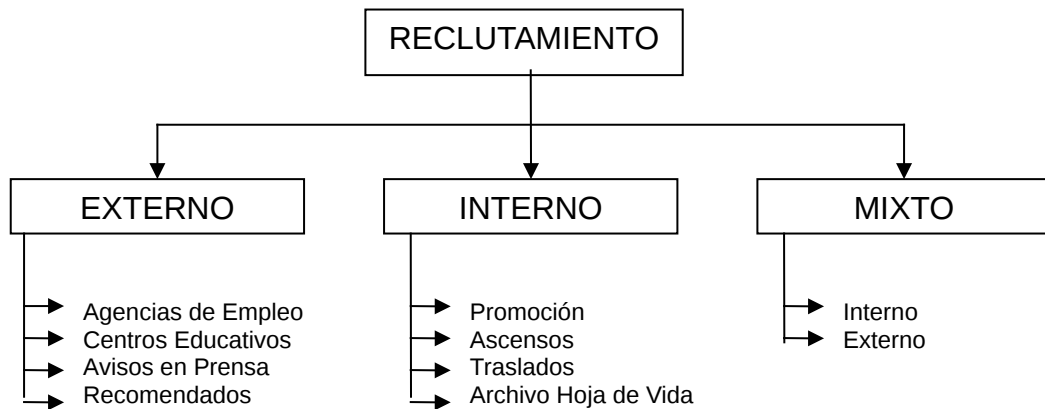 RECLUTAMIENTO
EXTERNO
INTERNO
MIXTO
Agencias de Empleo
Centros Educativos
Avisos en Prensa
Recomendados
Promoción
Ascensos
Traslados
Archivo Hoja de Vida
Interno
Externo